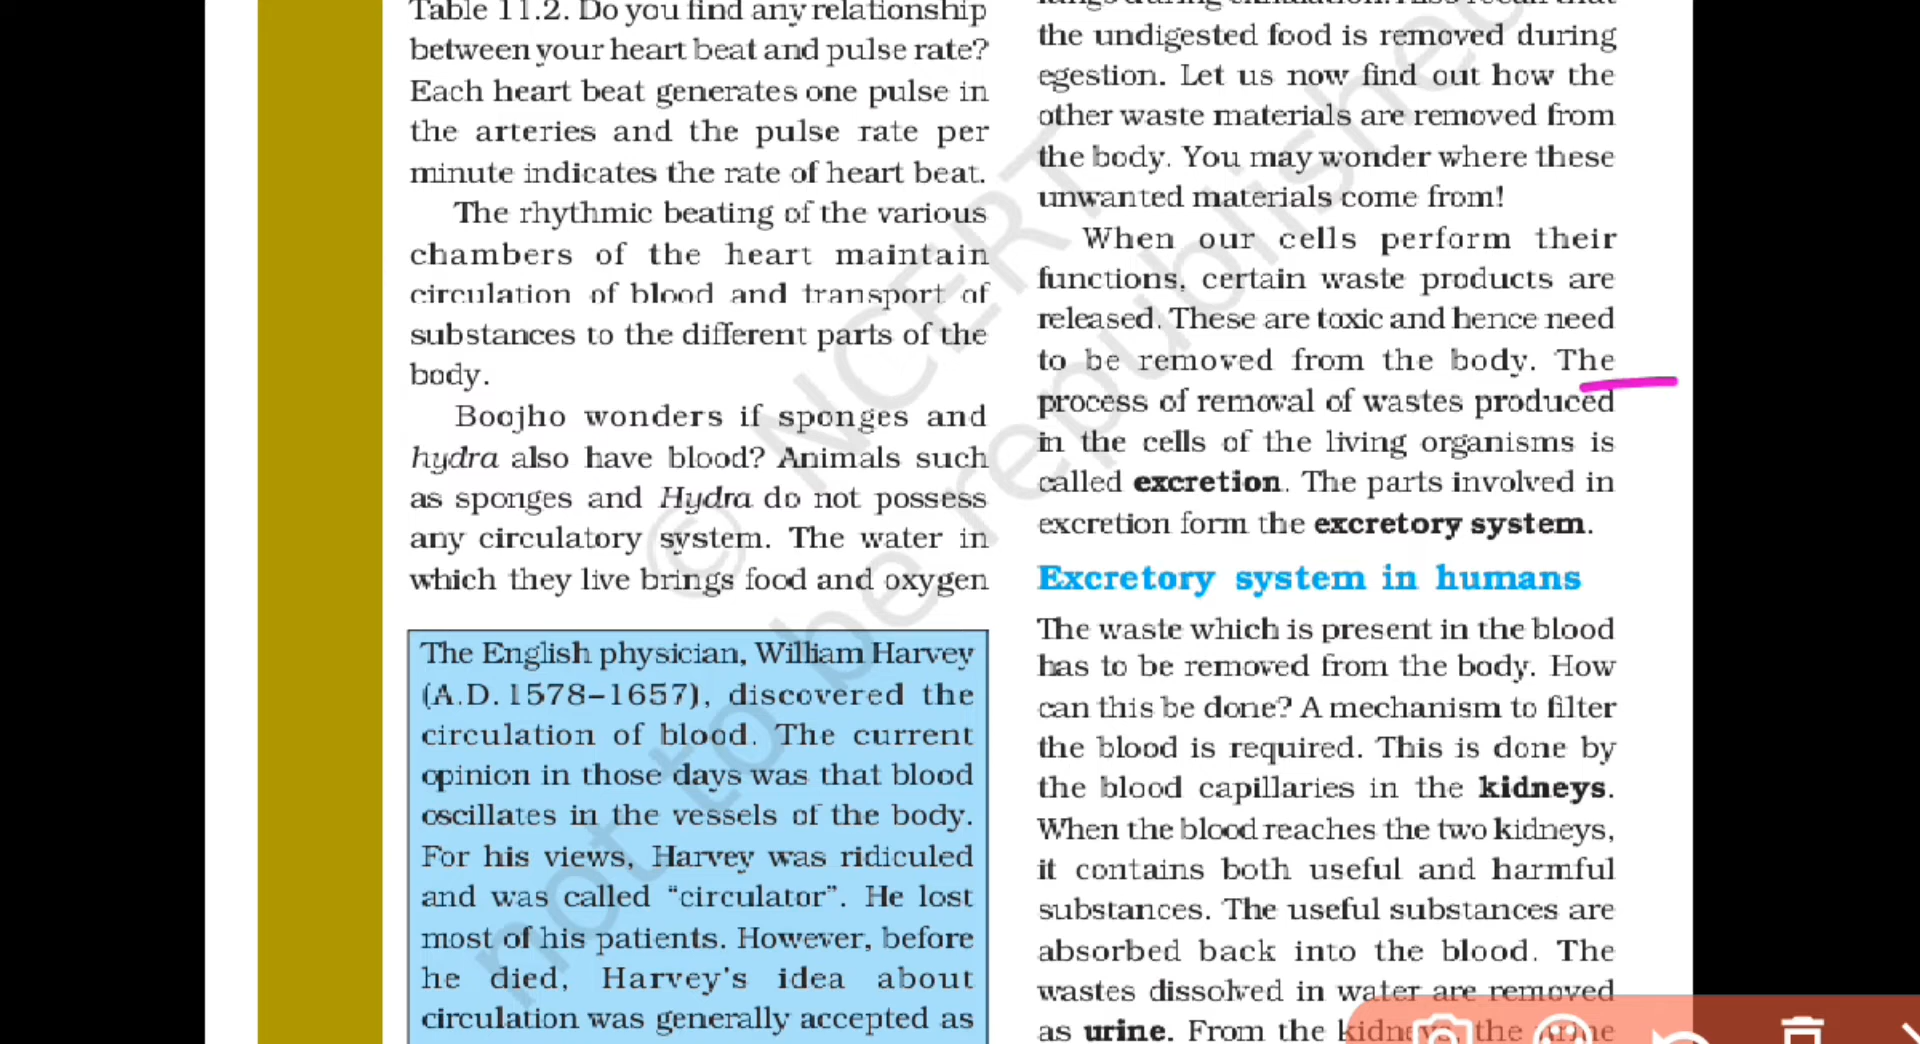 Table 11.2. Do you find any relationship
between your heart beat and pulse rate?
Each heart beat generates one pulse in
the arteries and the pulse rate per
minute indicates the rate of heart beat.
The rhythmic beating of the various
chambers of the heart maintain
circulation of blood and transport of
substances to the different parts of the
body.
Boojho wonders if sponges and
hydra also have blood? Animals such
as sponges and Hydra do not possess
any circulatory system. The water in
which they live brings food and oxygen
The English physician, William Harvey
(A.D. 1578–1657), discovered the
circulation of blood. The current
opinion in those days was that blood
oscillates in the vessels of the body.
For his views, Harvey was ridiculed
and was called “circulator”. He lost
most of his patients. However, before
he died, Harvey’s idea about
circulation was generally accepted as
the undigested food is removed during
egestion. Let us now find out how the
other waste materials are removed from
the body. You may wonder where these
unwanted materials come from!
When our cells perform their
functions, certain waste products are
released. These are toxic and hence need
to be removed from the body. The
process of removal of wastes produced
in the cells of the living organisms is
called excretion. The parts involved in
excretion form the excretory system.
Excretory system in humans
The waste which is present in the blood
has to be removed from the body. How
can this be done? A mechanism to filter
the blood is required. This is done by
the blood capillaries in the kidneys.
When the blood reaches the two kidneys,
it contains both useful and harmful
substances. The useful substances are
absorbed back into the blood. The
wastes dissolved in water are removed
as urine. From the kidneys, the urine
© NCERT
not to be republished